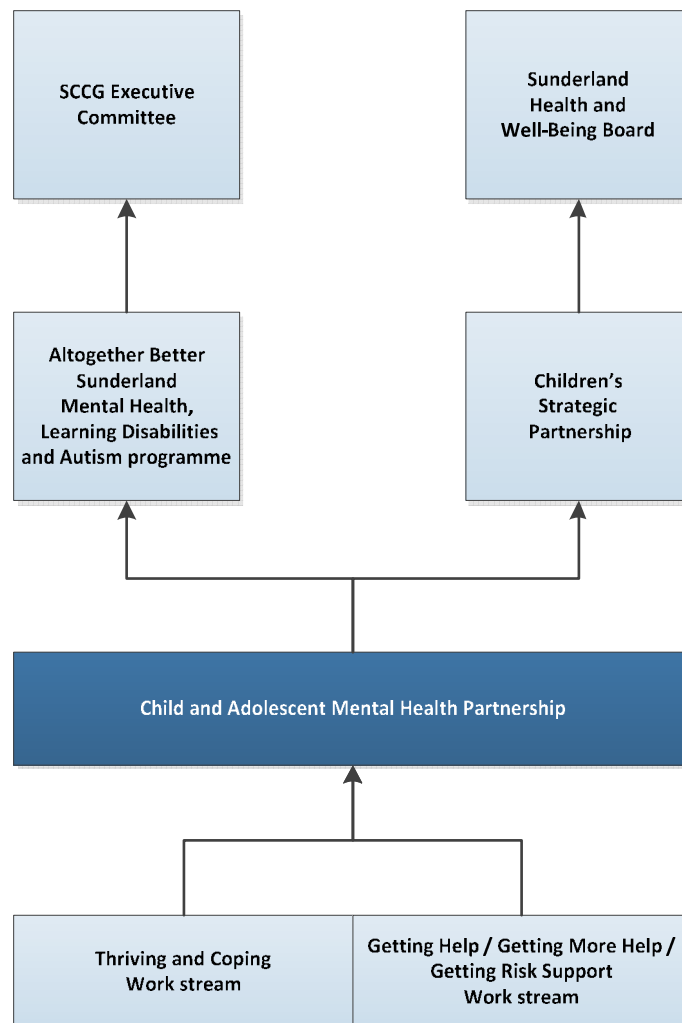 SCCG Executive
Committee
Sunderland
Health and
Well-Being Board
Altogether Better
Sunderland
Mental Health,
Learning Disabilities
and Autism programme
Children’s
Strategic
Partnership
Child and Adolescent Mental Health Partnership
Thriving and Coping
Work stream
Getting Help / Getting More Help /
Getting Risk Support
Work stream